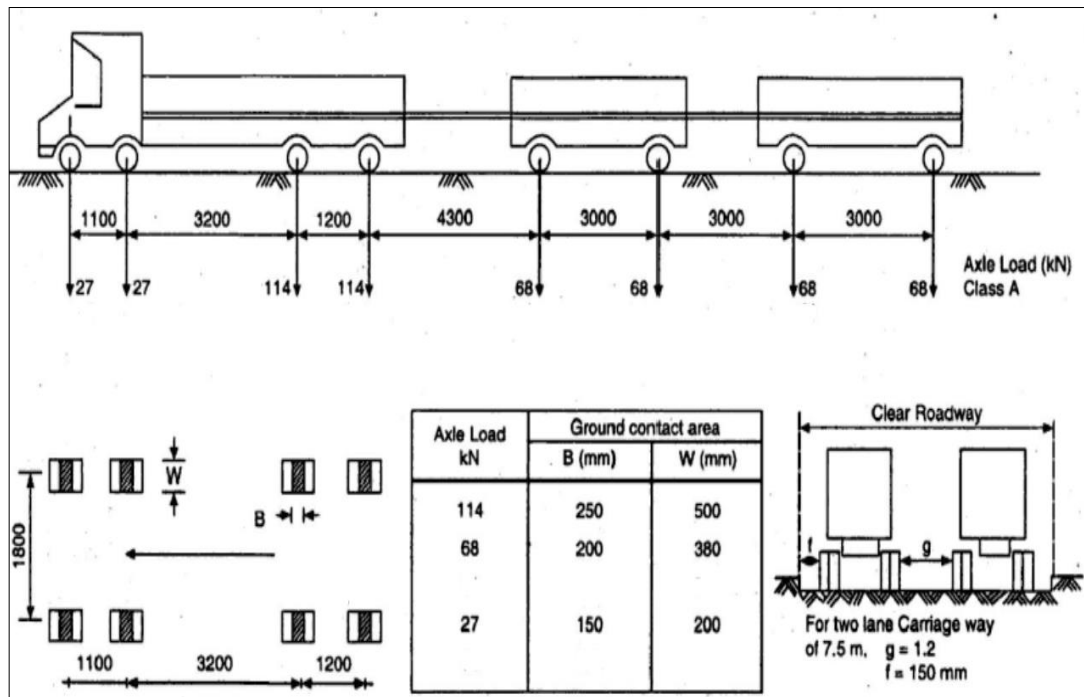 1100 3200 1200 4300 3000 3000 3000
Axle Load (kN)
27 27 114 114 68 68 68 68 Class A
Clear Roadway
Axle Load
kN
Ground contact area
B (mm) W (mm)
114 250 500
68 200 380
27 150 200
W
B
1800
1100 3200 1200
f g
For two lane Carriage way
of 7.5 m, g = 1.2
f = 150 mm